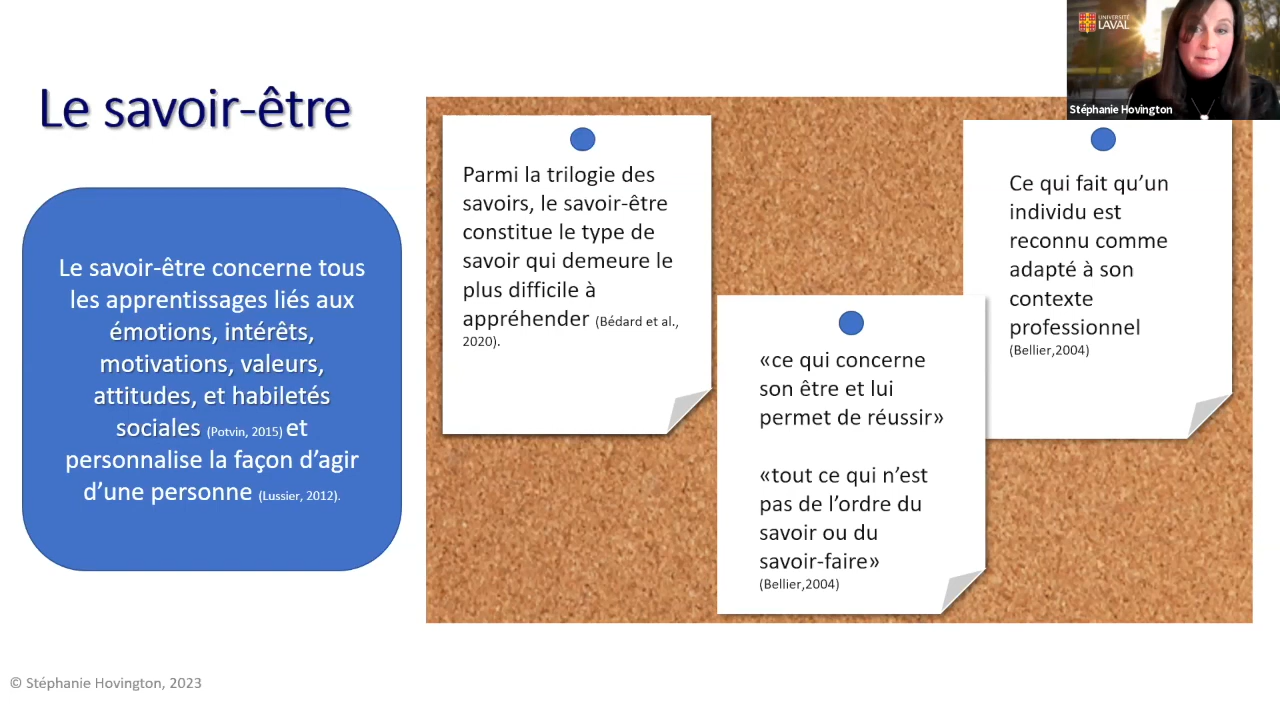 UNIVERSITÉ
LAVAL
Stéphanie Hovington
Le savoir-être
Le savoir-être concerne tous
les apprentissages liés aux
émotions, intérêts,
motivations, valeurs,
attitudes, et habiletés
sociales (Potvin, 2015) et
personnalise la façon d’agir
d’une personne (Lussier, 2012).
Parmi la trilogie des
savoirs, le savoir-être
constitue le type de
savoir qui demeure le
plus difficile à
appréhender (Bédard et al.,
2020).
«ce qui concerne
son être et lui
permet de réussir»
«tout ce qui n’est
pas de l’ordre du
savoir ou du
savoir-faire»
(Bellier,2004)
Ce qui fait qu’un
individu est
reconnu comme
adapté à son
contexte
professionnel
(Bellier,2004)
© Stéphanie Hovington, 2023